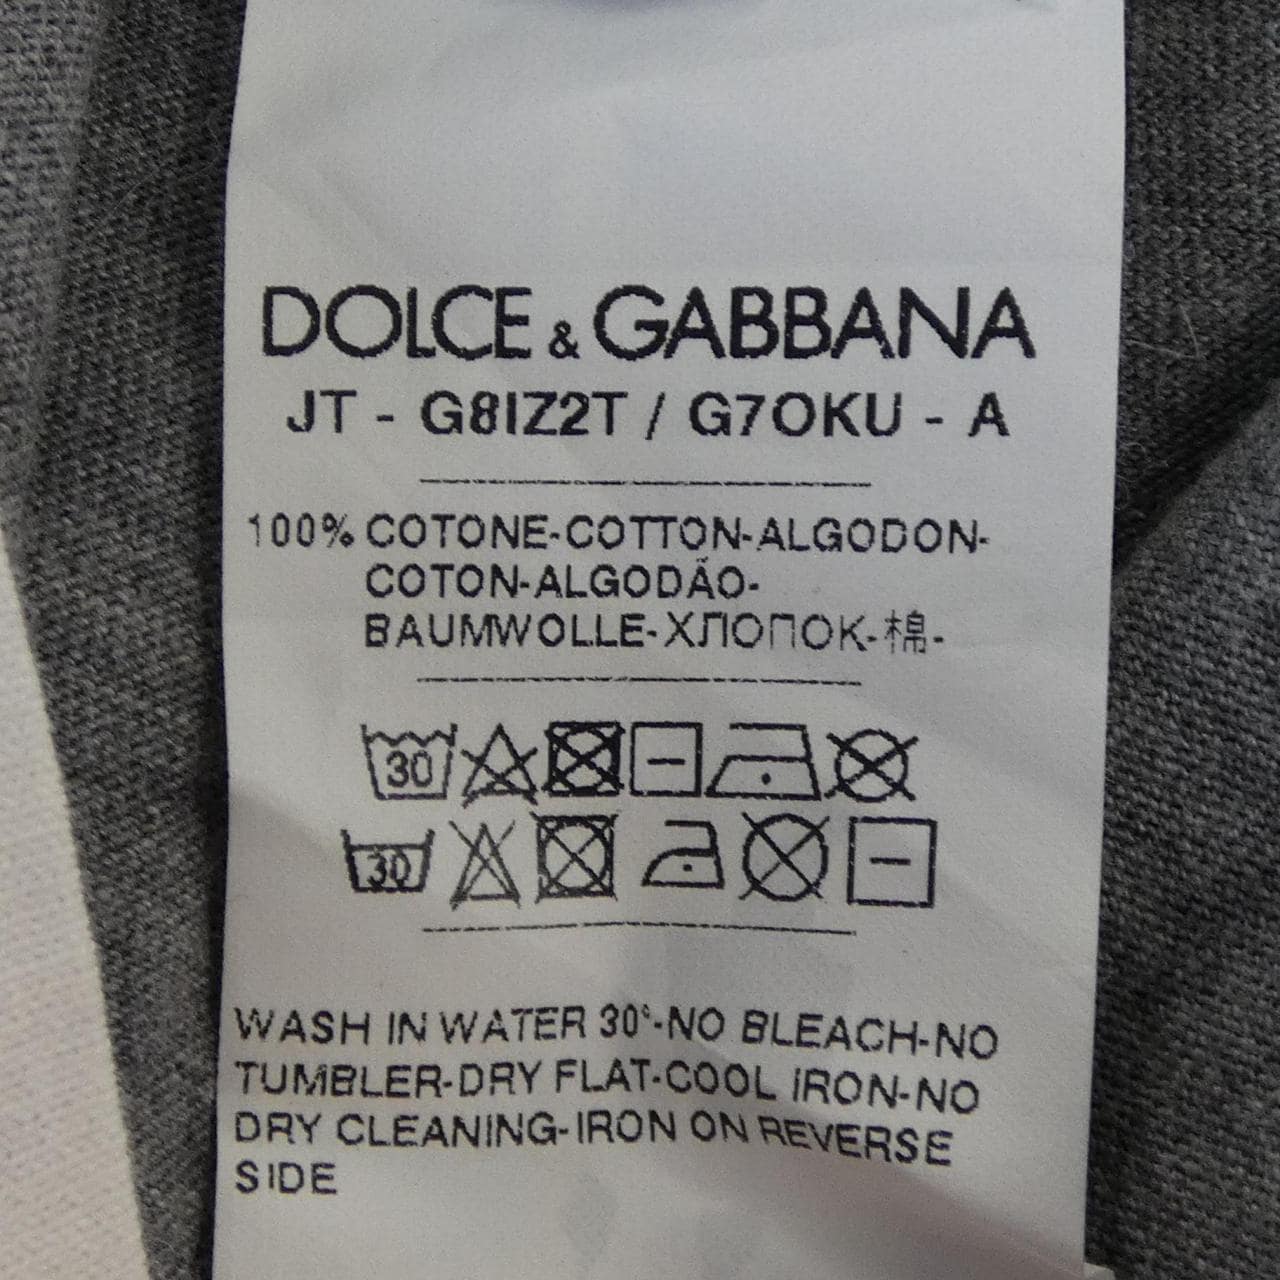 DOLCE & GABBANA
JT - G8IZ2T / G7OKU - A
100% COTONE-COTTON-ALGODON-
COTON-ALGODÃO-
BAUMWOLLE-ХЛОПОК-棉-
30
30
WASH IN WATER 30°-NO BLEACH-NO
TUMBLER-DRY FLAT-COOL IRON-NO
DRY CLEANING-IRON ON REVERSE
SIDE